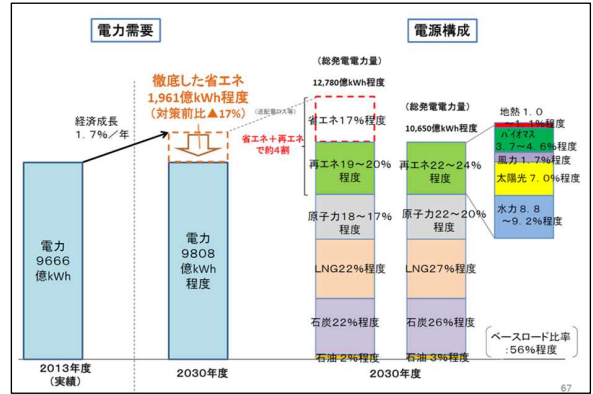 電力需要
電源構成
徹底した省エネ
1,961億kWh程度
(対策前比▲17%)
経済成長
1.7%/年
電力
9666
億kWh
2013年度
(実績)
電力
9808
億kWh
程度
2030年度
(送配電ロス等)
省エネ+再エネ
で約4割
(総発電電力量)
12,780億kWh程度
省エネ17%程度
再エネ19~20%
程度
原子力18~17%
程度
LNG22%程度
石炭22%程度
石油 2%程度
(総発電電力量)
10,650億kWh程度
再エネ22~24%
程度
原子力22~20%
程度
LNG27%程度
石炭26%程度
石油 3%程度
2030年度
地熱 1.0
~1.1%程度
バイオマス
3.7~4.6%程度
風力 1.7%程度
太陽光 7.0%程度
水力 8.8
~9.2%程度
ベースロード比率
:56%程度
67